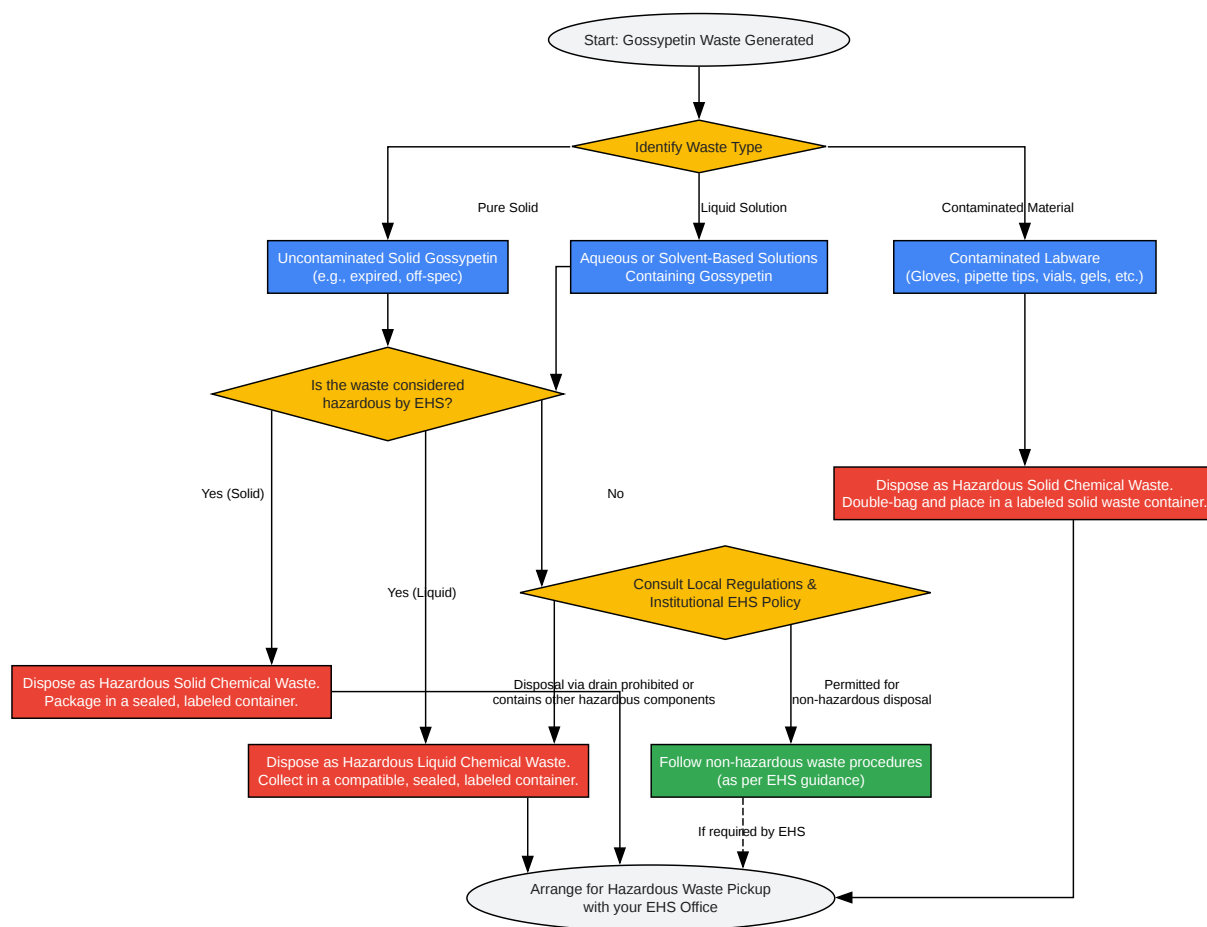 Start: Gossypetin Waste Generated
Identify Waste Type
Pure Solid
Liquid Solution
Contaminated Material
Uncontaminated Solid Gossypetin
(e.g., expired, off-spec)
Aqueous or Solvent-Based Solutions
Containing Gossypetin
Contaminated Labware
(Gloves, pipette tips, vials, gels, etc.)
Is the waste considered
hazardous by EHS?
Yes (Solid)
No
Dispose as Hazardous Solid Chemical Waste.
Double-bag and place in a labeled solid waste container.
Consult Local Regulations &
Institutional EHS Policy
Yes (Liquid)
Dispose as Hazardous Solid Chemical Waste.
Package in a sealed, labeled container.
Disposal via drain prohibited or
contains other hazardous components
Permitted for
non-hazardous disposal
Dispose as Hazardous Liquid Chemical Waste.
Collect in a compatible, sealed, labeled container.
Follow non-hazardous waste procedures
(as per EHS guidance)
If required by EHS
Arrange for Hazardous Waste Pickup
with your EHS Office